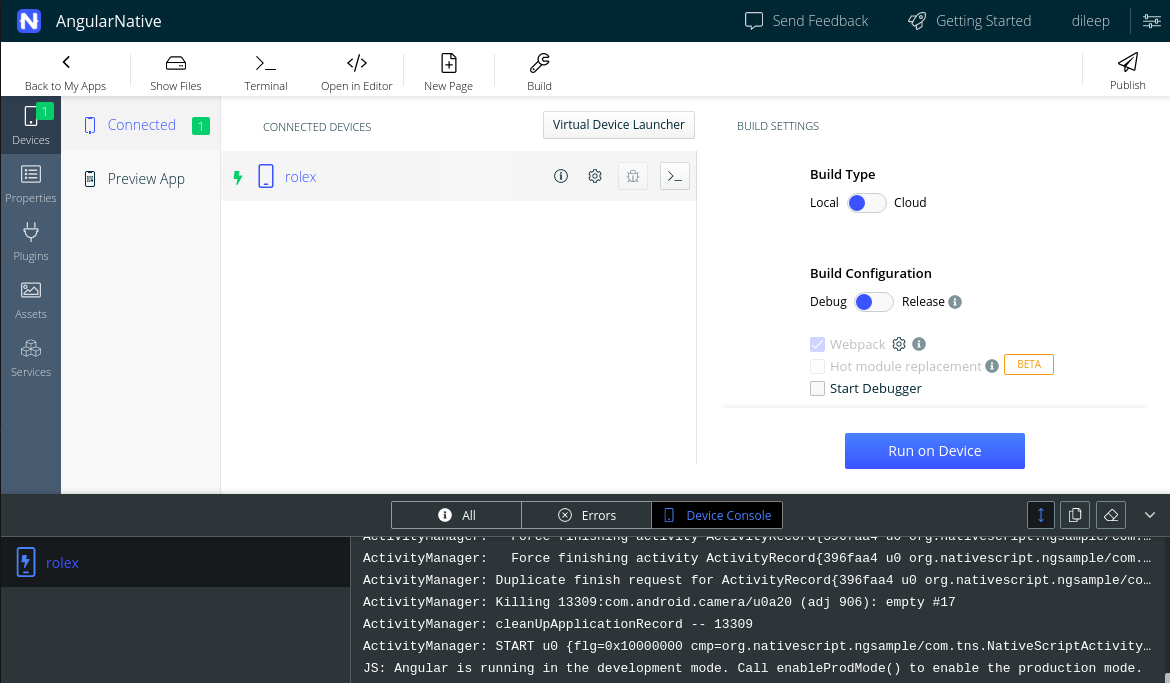 N AngularNative
Send Feedback
Getting Started
dileep
Back to My Apps
Show Files
Terminal
Open in Editor
New Page
Build
Publish
1
Devices
Properties
Plugins
Assets
Services
Connected 1
Preview App
CONNECTED DEVICES
Virtual Device Launcher
rolex
BUILD SETTINGS
Build Type
Local Cloud
Build Configuration
Debug Release
Webpack
Hot module replacement BETA
Start Debugger
Run on Device
All
Errors
Device Console
rolex
ActivityManager:   Force finishing activity ActivityRecord{396faa4 u0 org.nativescript.ngsample/com.…
ActivityManager:   Force finishing activity ActivityRecord{396faa4 u0 org.nativescript.ngsample/com.…
ActivityManager: Duplicate finish request for ActivityRecord{396faa4 u0 org.nativescript.ngsample/co…
ActivityManager: Killing 13309:com.android.camera/u0a20 (adj 906): empty #17
ActivityManager: cleanUpApplicationRecord -- 13309
ActivityManager: START u0 {flg=0x10000000 cmp=org.nativescript.ngsample/com.tns.NativeScriptActivity…
JS: Angular is running in the development mode. Call enableProdMode() to enable the production mode.